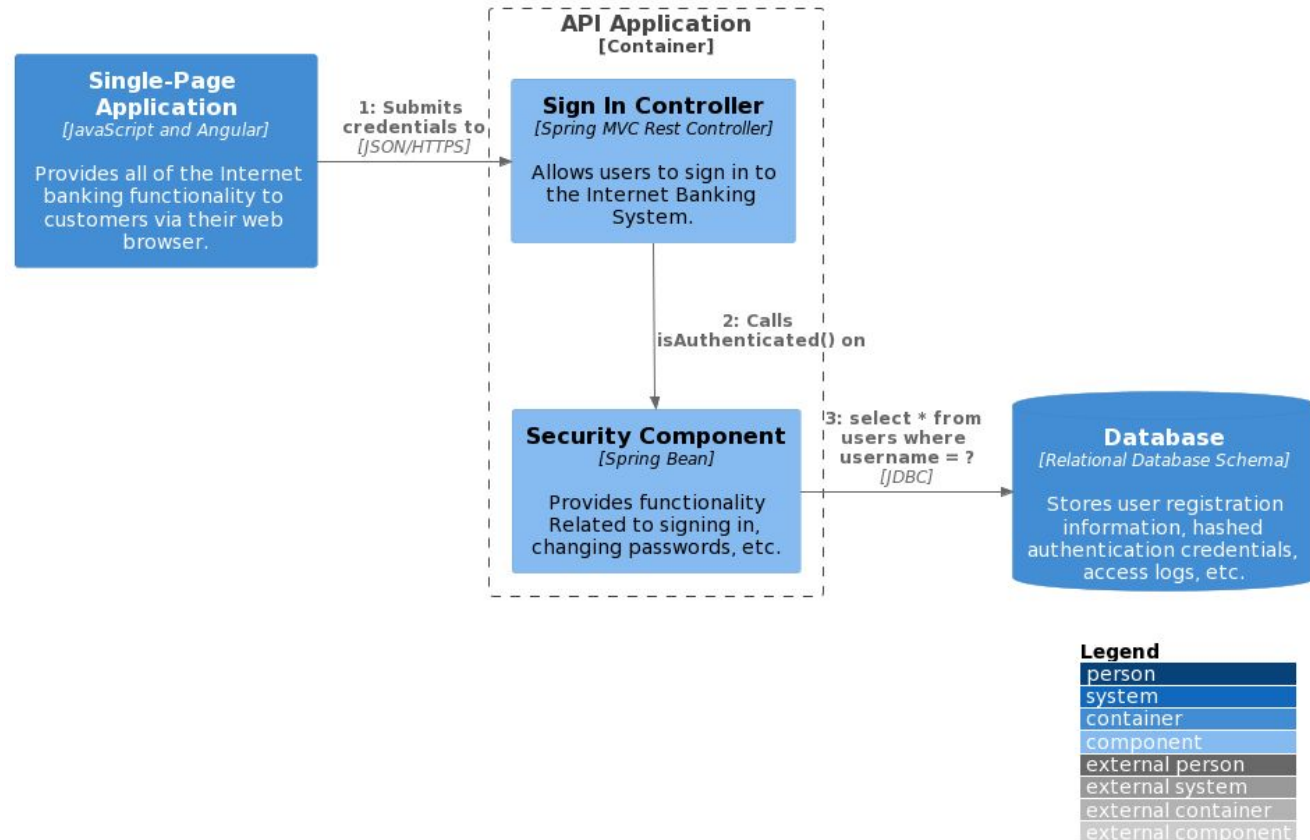 API Application
[Container]
Single-Page
Application
[JavaScript and Angular]
Provides all of the Internet
banking functionality to
customers via their web
browser.
1: Submits
credentials to
[JSON/HTTPS]
Sign In Controller
[Spring MVC Rest Controller]
Allows users to sign in to
the Internet Banking
System.
2: Calls
isAuthenticated() on
Security Component
[Spring Bean]
Provides functionality
Related to signing in,
changing passwords, etc.
3: select * from
users where
username = ?
[JDBC]
Database
[Relational Database Schema]
Stores user registration
information, hashed
authentication credentials,
access logs, etc.
Legend
person
system
container
component
external person
external system
external container
external component